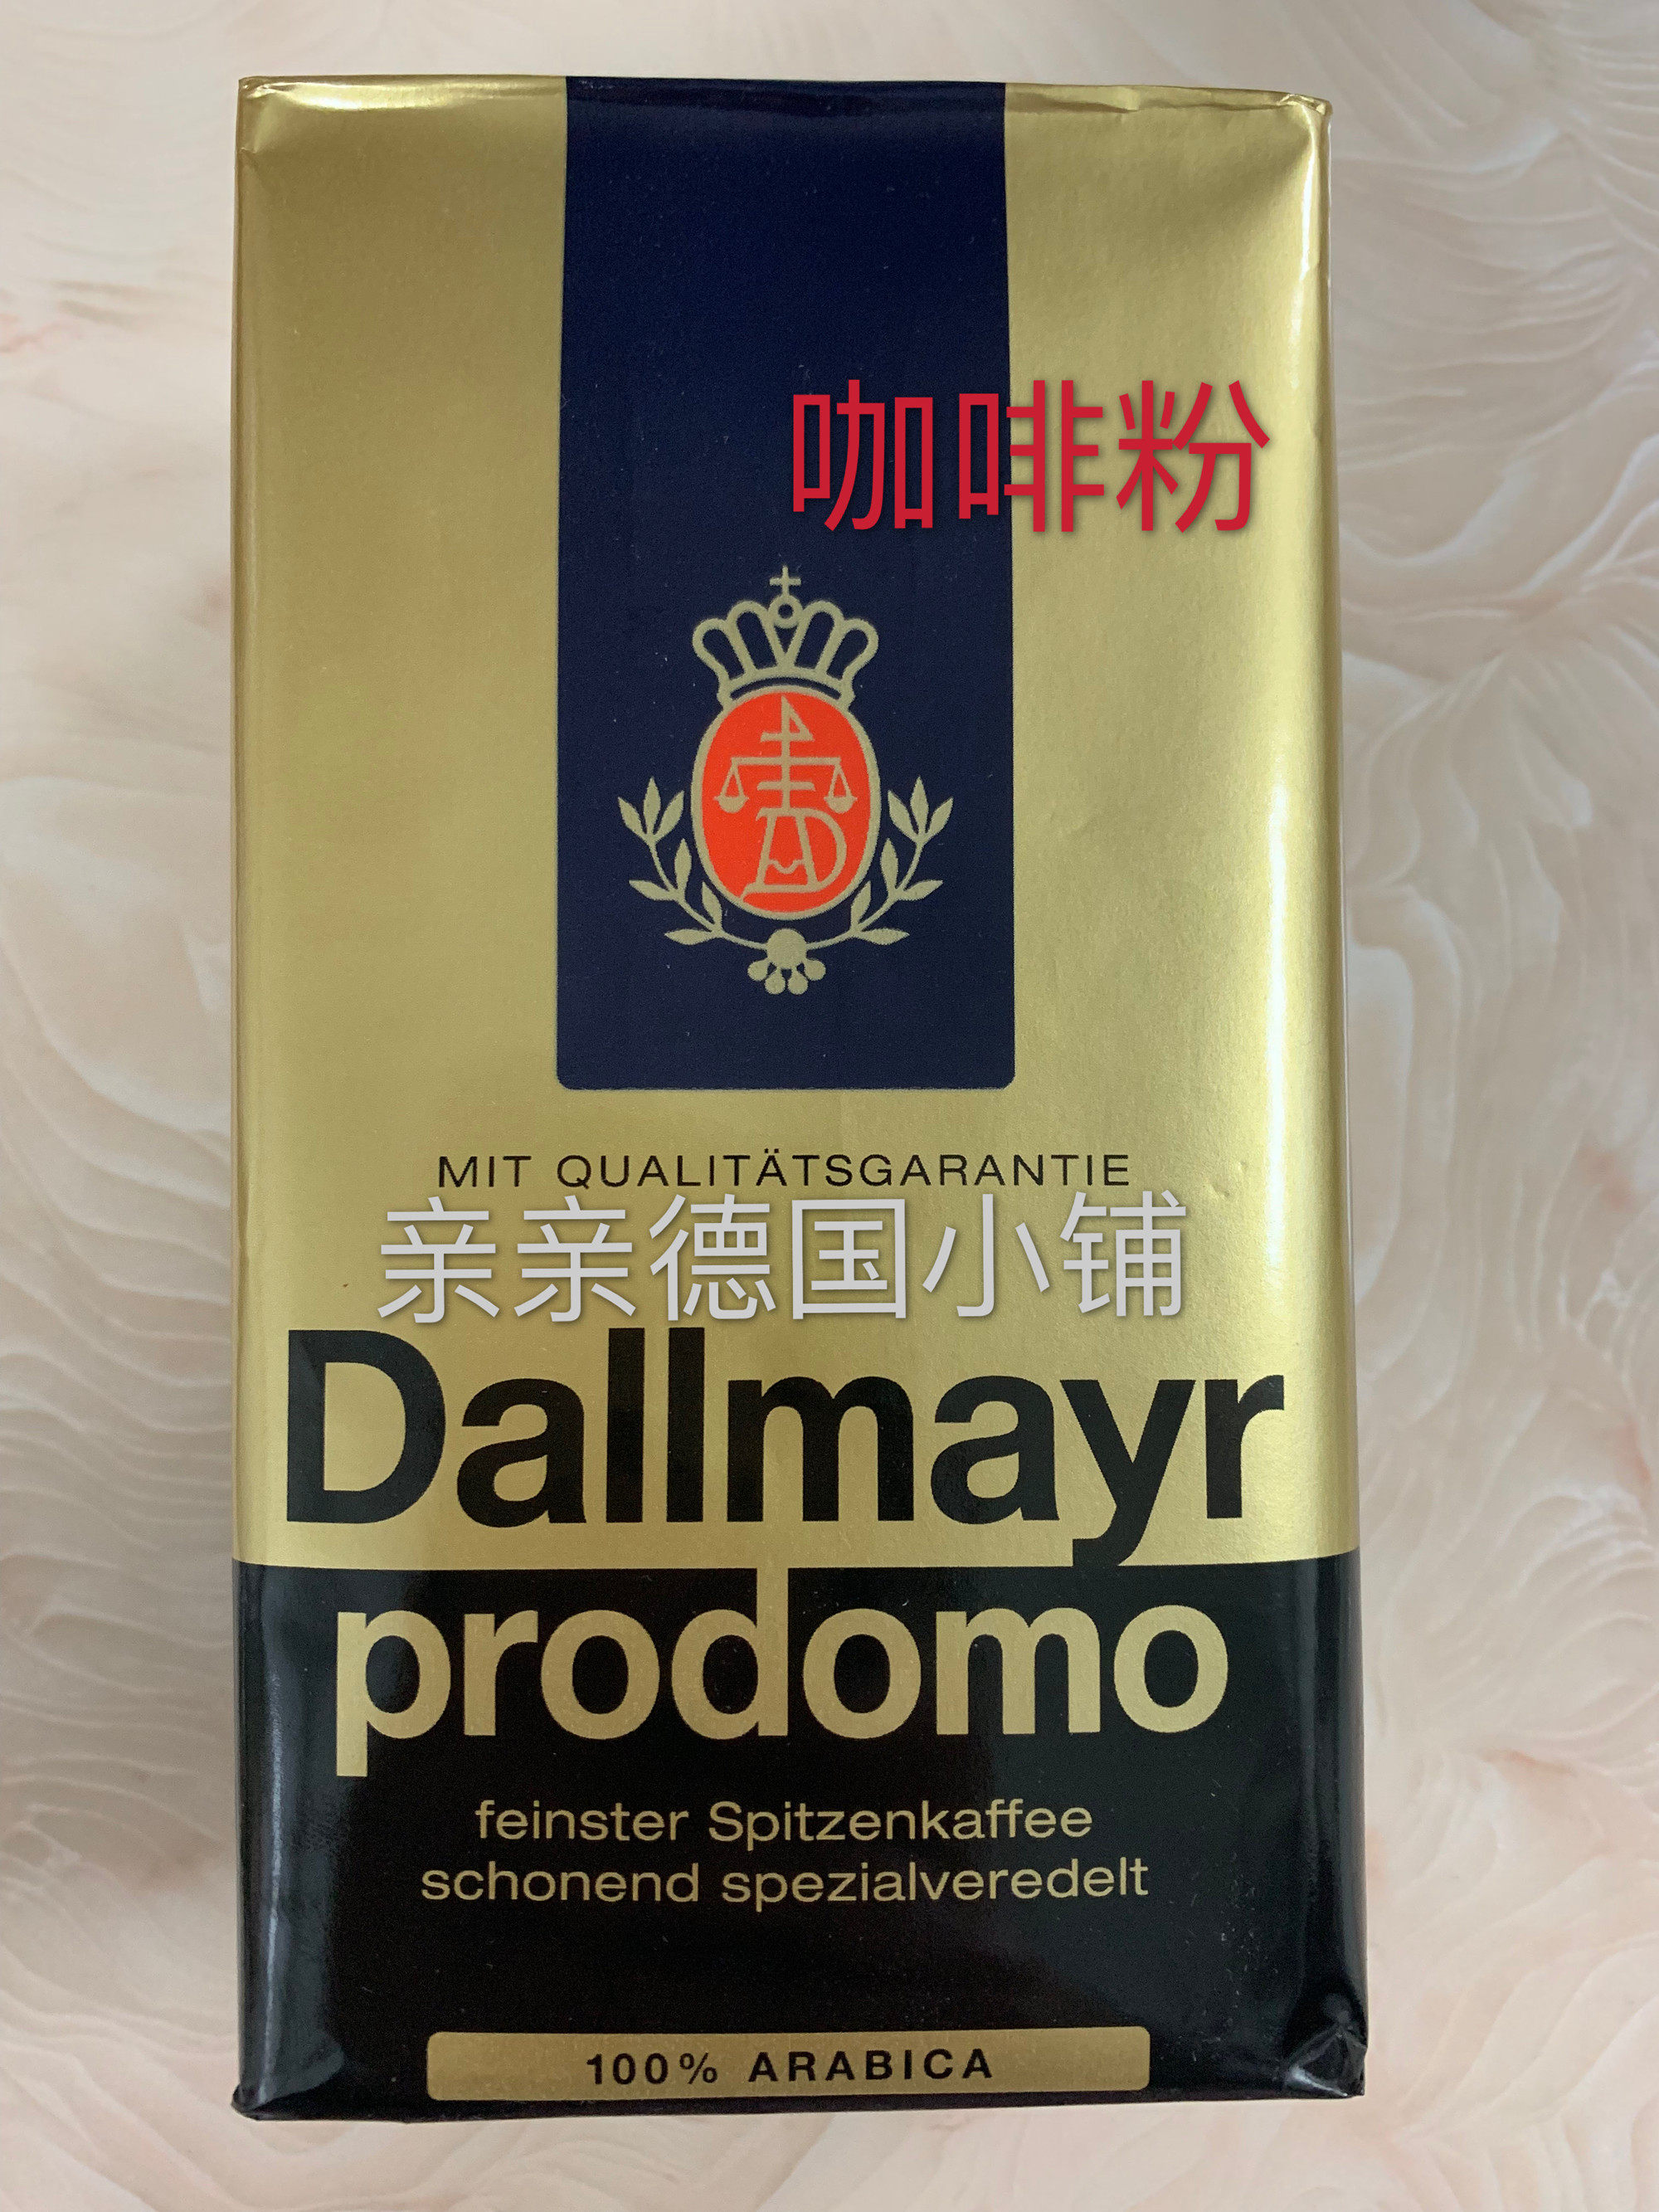 咖啡粉
MIT QUALITÄTSGARANTIE
亲亲德国小铺
Dallmayr
prodomo
feinster Spitzenkaffee
schonend spezialveredelt
100% ARABICA